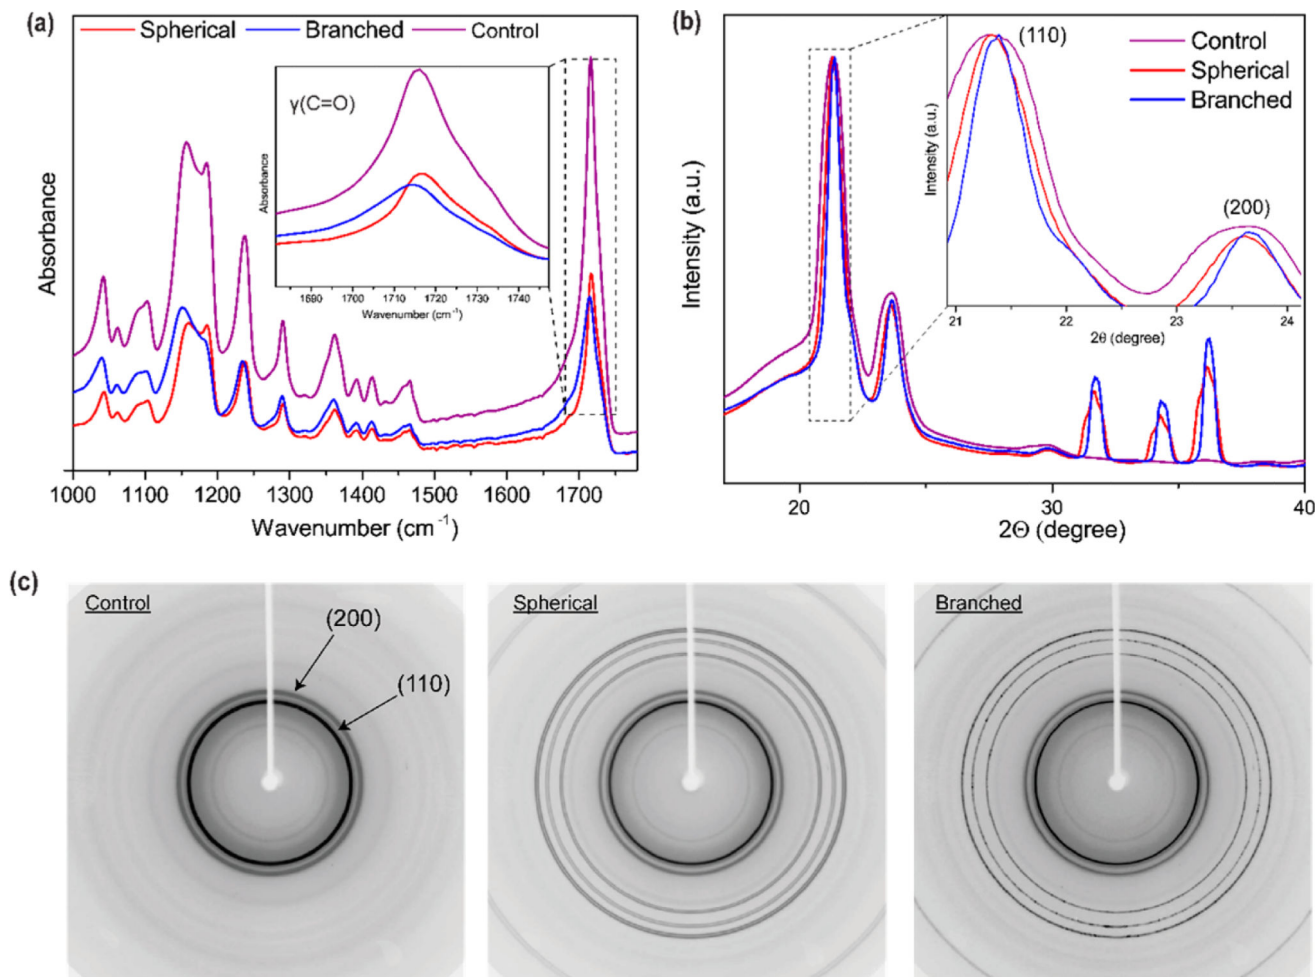 (a)
Spherical Branched Control
γ(C=O)
Absorbance
1680 1690 1700 1710 1720 1730 1740
Wavenumber (cm⁻¹)
Absorbance
1000 1100 1200 1300 1400 1500 1600 1700
Wavenumber (cm⁻¹)
(b)
(110)
Control
Spherical
Branched
(200)
Intensity (a.u.)
21 22 23 24
2θ (degree)
Intensity (a.u.)
20 30 40
2Θ (degree)
(c)
Control
(200)
(110)
Spherical
Branched